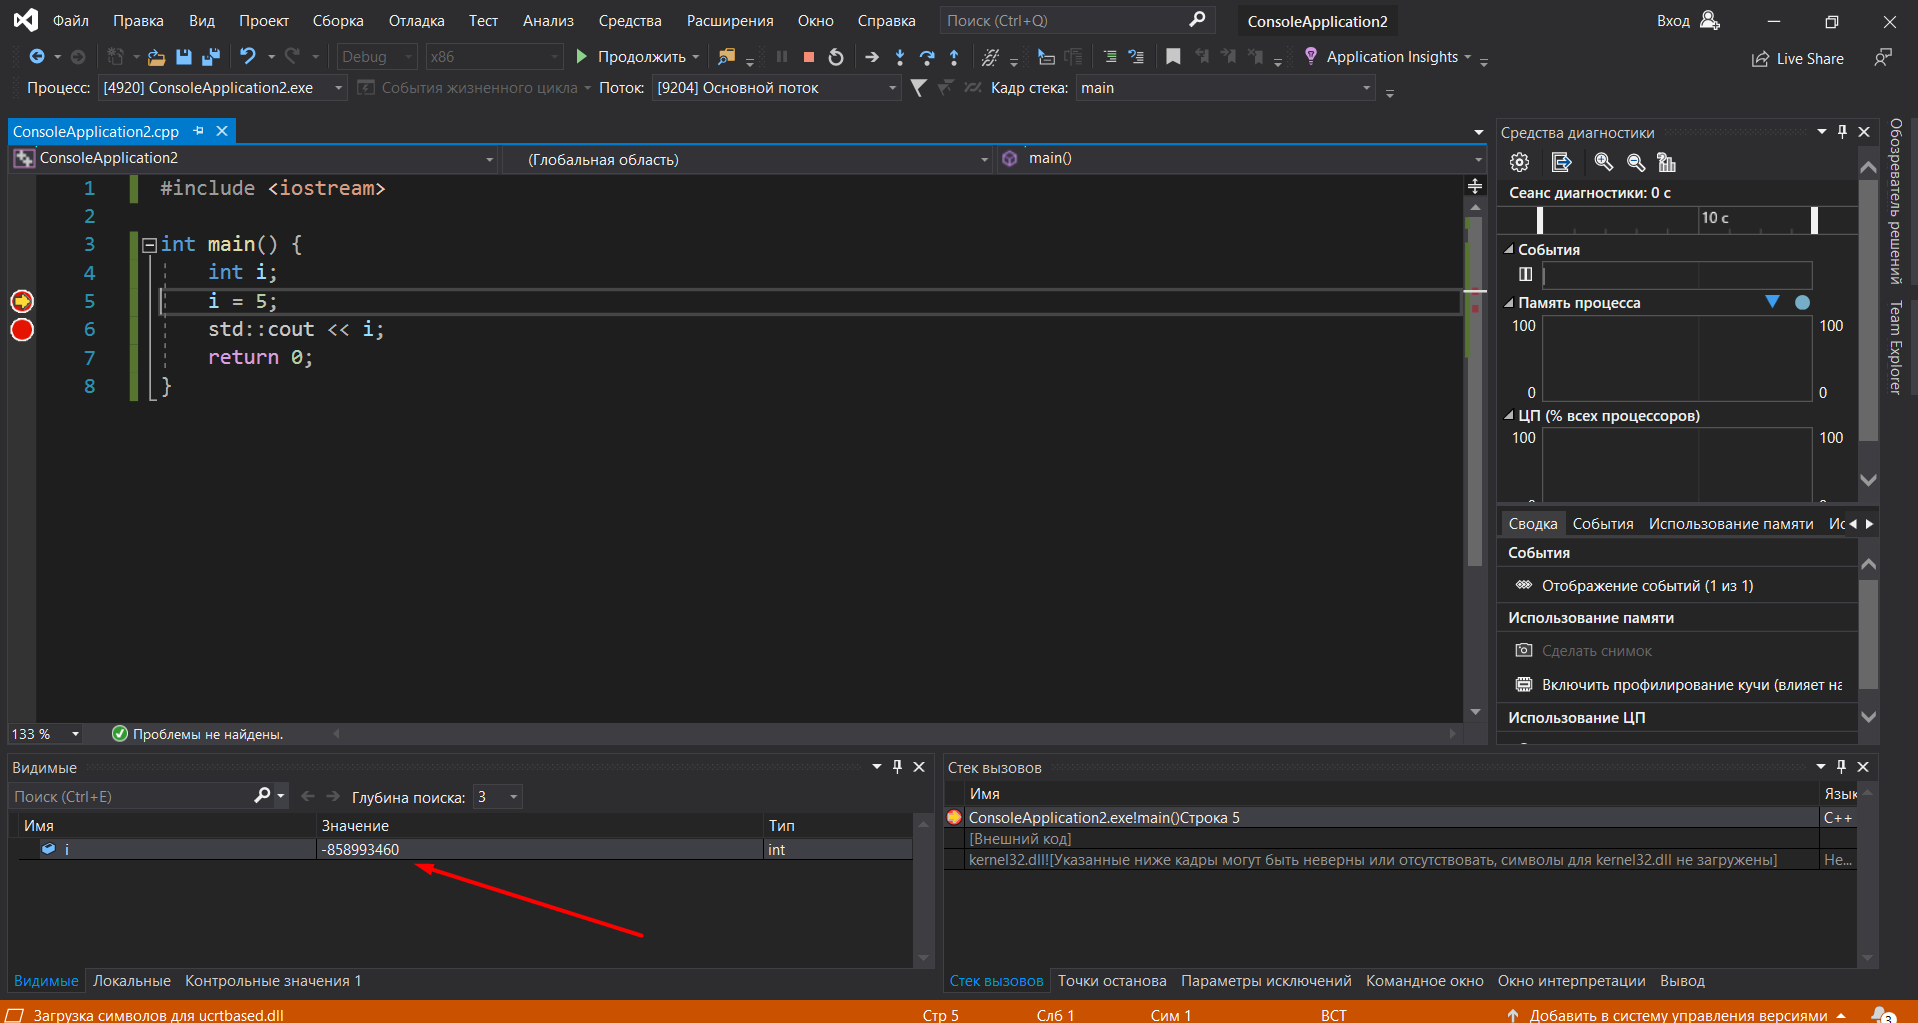 Файл Правка Вид Проект Сборка Отладка Тест Анализ Средства Расширения Окно Справка Поиск (Ctrl+Q) ConsoleApplication2 Вход
Debug x86 Продолжить Application Insights Live Share
Процесс: [4920] ConsoleApplication2.exe События жизненного цикла Поток: [9204] Основной поток Кадр стека: main
ConsoleApplication2.cpp
ConsoleApplication2 (Глобальная область) main()
1 #include <iostream>
2
3 int main() {
4 int i;
5 i = 5;
6 std::cout << i;
7 return 0;
8 }
133 % Проблемы не найдены.
Средства диагностики
Сеанс диагностики: 0 с
10 с
События
Память процесса
100 100
0 0
ЦП (% всех процессоров)
100 100
Сводка События Использование памяти Ис
События
Отображение событий (1 из 1)
Использование памяти
Сделать снимок
Включить профилирование кучи (влияет на
Использование ЦП
Обозреватель решений
Team Explorer
Видимые
Поиск (Ctrl+E) Глубина поиска: 3
Имя Значение Тип
i -858993460 int
Видимые Локальные Контрольные значения 1
Стек вызовов
Имя Язык
ConsoleApplication2.exe!main()Строка 5 C++
[Внешний код]
kernel32.dll![Указанные ниже кадры могут быть неверны или отсутствовать, символы для kernel32.dll не загружены] Не...
Стек вызовов Точки останова Параметры исключений Командное окно Окно интерпретации Вывод
Загрузка символов для ucrtbased.dll Стр 5 Слб 1 Сим 1 ВСТ Добавить в систему управления версиями 3